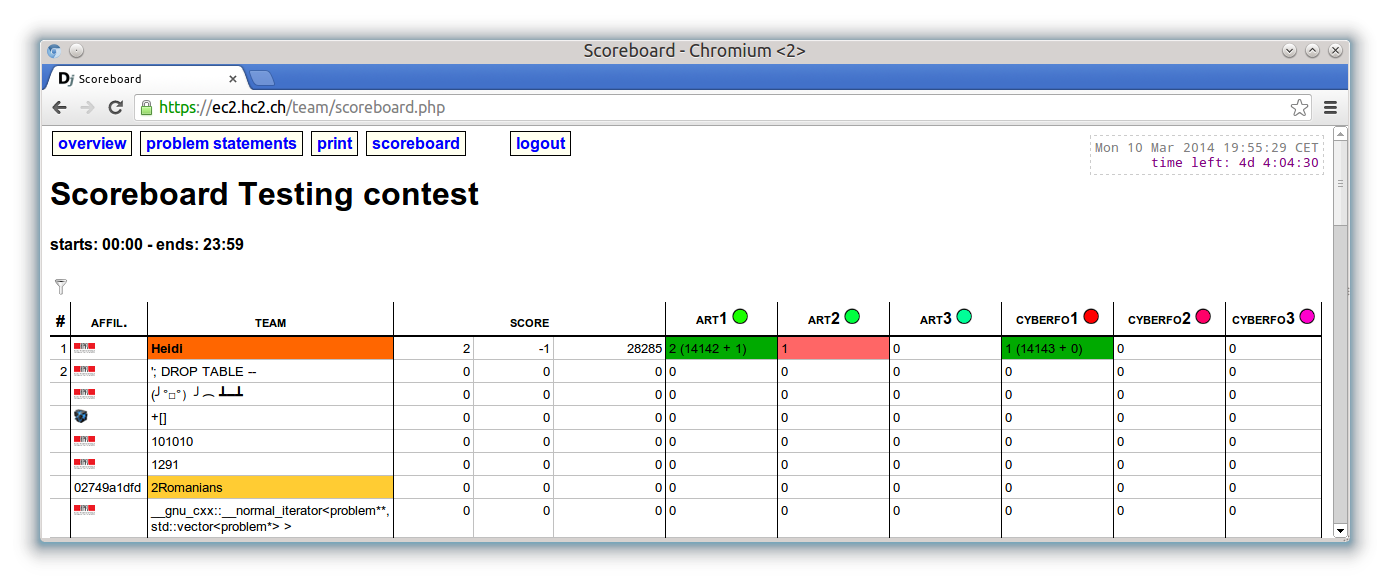 Scoreboard - Chromium <2>
Dj Scoreboard
https://ec2.hc2.ch/team/scoreboard.php
overview problem statements print scoreboard logout
Mon 10 Mar 2014 19:55:29 CET
time left: 4d 4:04:30
Scoreboard Testing contest
starts: 00:00 - ends: 23:59
# AFFIL. TEAM SCORE ART1 ART2 ART3 CYBERFO1 CYBERFO2 CYBERFO3
1 Heldi 2 -1 28285 2 (14142 + 1) 1 0 1 (14143 + 0) 0 0
2 '; DROP TABLE -- 0 0 0 0 0 0 0 0 0
(╯°□°) ╯︵ ┻━┻ 0 0 0 0 0 0 0 0 0
+[] 0 0 0 0 0 0 0 0 0
101010 0 0 0 0 0 0 0 0 0
1291 0 0 0 0 0 0 0 0 0
02749a1dfd 2Romanians 0 0 0 0 0 0 0 0 0
__gnu_cxx::__normal_iterator<problem**, 0 0 0 0 0 0 0 0 0
std::vector<problem*> >